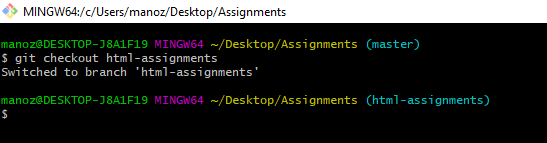 MINGW64:/c/Users/manoz/Desktop/Assignments
manoz@DESKTOP-J8A1F19 MINGW64 ~/Desktop/Assignments (master)
$ git checkout html-assignments
Switched to branch 'html-assignments'
manoz@DESKTOP-J8A1F19 MINGW64 ~/Desktop/Assignments (html-assignments)
$